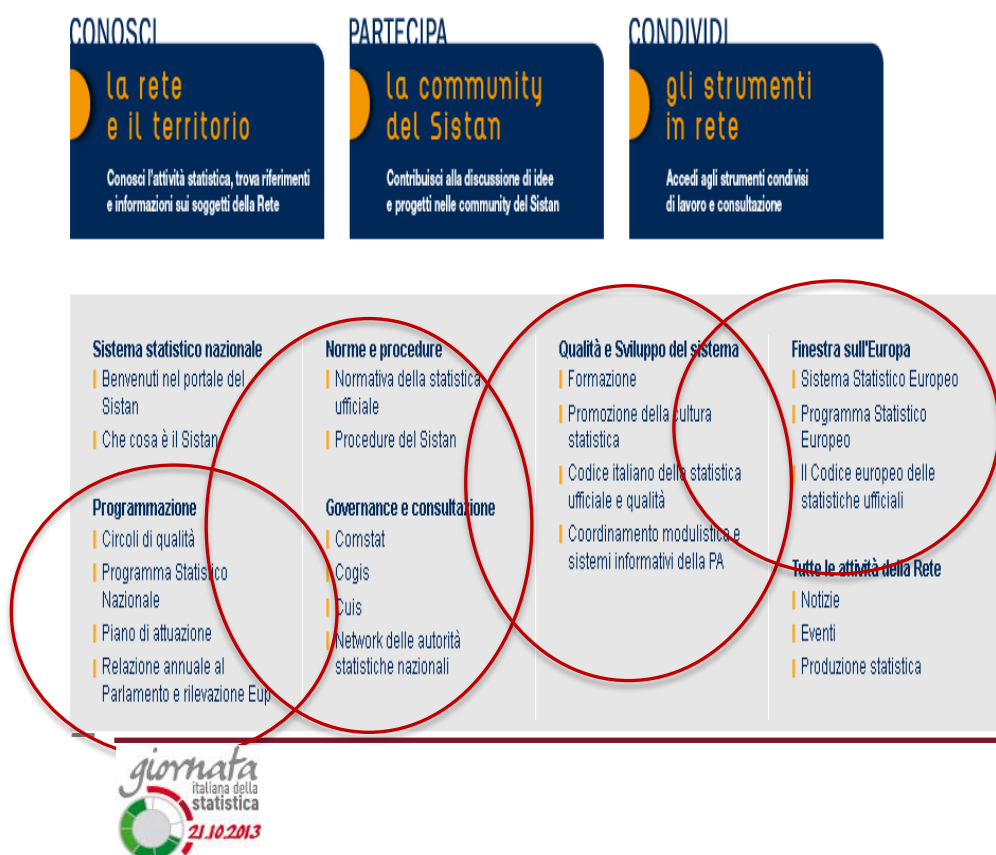 CONOSCI
la rete
e il territorio
Conosci l'attività statistica, trova riferimenti
e informazioni sui soggetti della Rete
PARTECIPA
la community
del Sistan
Contribuisci alla discussione di idee
e progetti nelle community del Sistan
CONDIVIDI
gli strumenti
in rete
Accedi agli strumenti condivisi
di lavoro e consultazione
Sistema statistico nazionale
Benvenuti nel portale del
Sistan
Che cosa è il Sistan
Programmazione
Circoli di qualità
Programma Statistico
Nazionale
Piano di attuazione
Relazione annuale al
Parlamento e rilevazione Eup
Norme e procedure
Normativa della statistica
ufficiale
Procedure del Sistan
Governance e consultazione
Comstat
Cogis
Cuis
Network delle autorità
statistiche nazionali
Qualità e Sviluppo del sistema
Formazione
Promozione della cultura
statistica
Codice italiano della statistica
ufficiale e qualità
Coordinamento modulistica e
sistemi informativi della PA
Finestra sull'Europa
Sistema Statistico Europeo
Programma Statistico
Europeo
Il Codice europeo delle
statistiche ufficiali
Tutte le attività della Rete
Notizie
Eventi
Produzione statistica
giornata
italiana della
statistica
21.10.2013